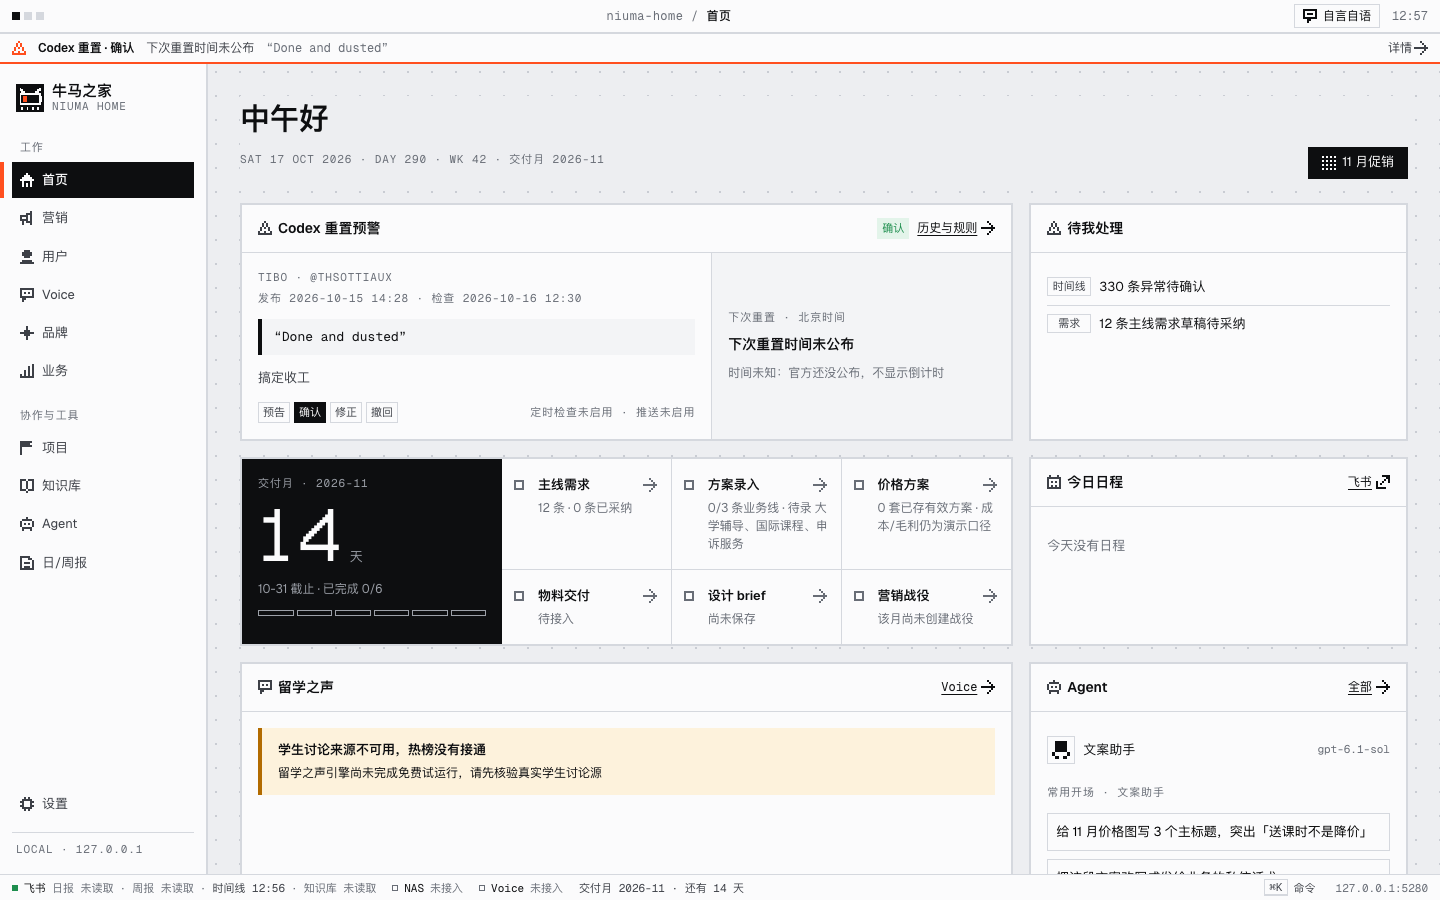 niuma-home / 首页
自言自语
12:57
Codex 重置 · 确认 下次重置时间未公布 “Done and dusted”
详情
牛马之家
NIUMA HOME
工作
首页
营销
用户
Voice
品牌
业务
协作与工具
项目
知识库
Agent
日/周报
设置
LOCAL · 127.0.0.1
中午好
SAT 17 OCT 2026 · DAY 290 · WK 42 · 交付月 2026-11
11 月促销
Codex 重置预警
确认 历史与规则
TIBO · @THSOTTIAUX
发布 2026-10-15 14:28 · 检查 2026-10-16 12:30
“Done and dusted”
搞定收工
预告 确认 修正 撤回
定时检查未启用 · 推送未启用
下次重置 · 北京时间
下次重置时间未公布
时间未知：官方还没公布，不显示倒计时
待我处理
时间线 330 条异常待确认
需求 12 条主线需求草稿待采纳
交付月 · 2026-11
14 天
10-31 截止 · 已完成 0/6
主线需求
12 条 · 0 条已采纳
方案录入
0/3 条业务线 · 待录 大
学辅导、国际课程、申
诉服务
价格方案
0 套已存有效方案 · 成
本/毛利仍为演示口径
物料交付
待接入
设计 brief
尚未保存
营销战役
该月尚未创建战役
今日日程
飞书
今天没有日程
留学之声
Voice
学生讨论来源不可用，热榜没有接通
留学之声引擎尚未完成免费试运行，请先核验真实学生讨论源
Agent
全部
文案助手
gpt-6.1-sol
常用开场 · 文案助手
给 11 月价格图写 3 个主标题，突出「送课时不是降价」
飞书 日报 未读取 · 周报 未读取 · 时间线 12:56 · 知识库 未读取 NAS 未接入 Voice 未接入 交付月 2026-11 · 还有 14 天
⌘K 命令 127.0.0.1:5280